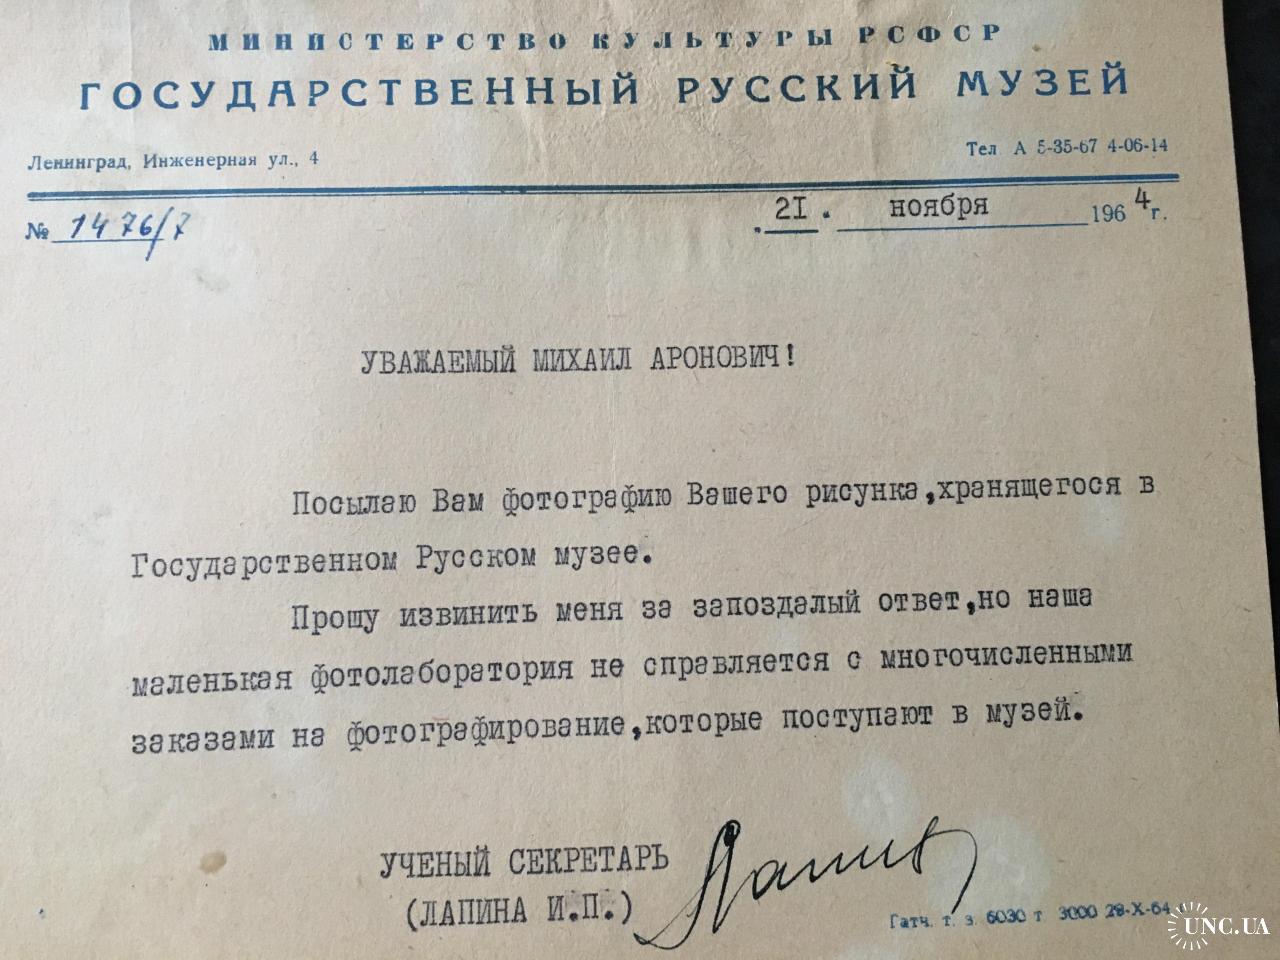 МИНИСТЕРСТВО КУЛЬТУРЫ РСФСР
ГОСУДАРСТВЕННЫЙ РУССКИЙ МУЗЕЙ
Ленинград, Инженерная ул., 4
Тел А 5-35-67 4-06-14
№ 1476/7
21. ноября 1964 г.
УВАЖАЕМЫЙ МИХАИЛ АРОНОВИЧ!
Посылаю Вам фотографию Вашего рисунка,хранящегося в
Государственном Русском музее.
Прошу извинить меня за запоздалый ответ,но наша
маленькая фотолаборатория не справляется с многочисленными
заказами на фотографирование,которые поступают в музей.
УЧЕНЫЙ СЕКРЕТАРЬ
(ЛАПИНА И.П.)
Гатч. т. з. 6030 т 3000 28-X-64
UNC.UA